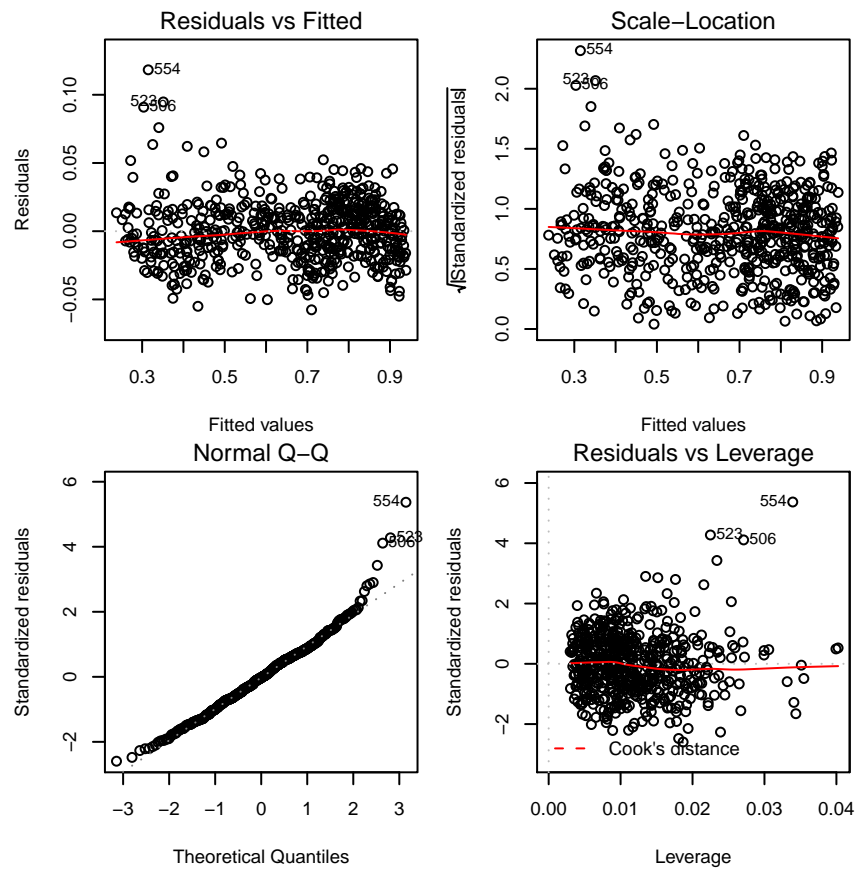 Residuals vs Fitted
Residuals
0.10
0.05
0.00
−0.05
554
523
506
0.3 0.5 0.7 0.9
Fitted values
Scale−Location
√|Standardized residuals|
2.0
1.5
1.0
0.5
0.0
554
523
506
0.3 0.5 0.7 0.9
Fitted values
Normal Q−Q
Standardized residuals
6
4
2
0
−2
554
523
506
−3 −2 −1 0 1 2 3
Theoretical Quantiles
Residuals vs Leverage
Standardized residuals
6
4
2
0
−2
554
523
506
Cook's distance
0.00 0.01 0.02 0.03 0.04
Leverage